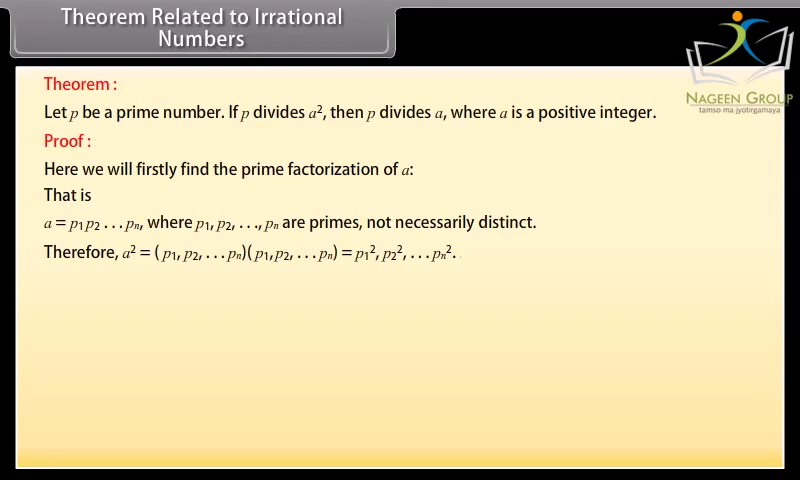 Theorem Related to Irrational
Numbers
NAGEEN GROUP
tamso ma jyotirgamaya
Theorem :
Let p be a prime number. If p divides a², then p divides a, where a is a positive integer.
Proof :
Here we will firstly find the prime factorization of a:
That is
a = p₁p₂ . . . pₙ, where p₁, p₂, . . ., pₙ are primes, not necessarily distinct.
Therefore, a² = ( p₁, p₂, . . . pₙ)( p₁, p₂, . . . pₙ) = p₁², p₂², . . . pₙ².